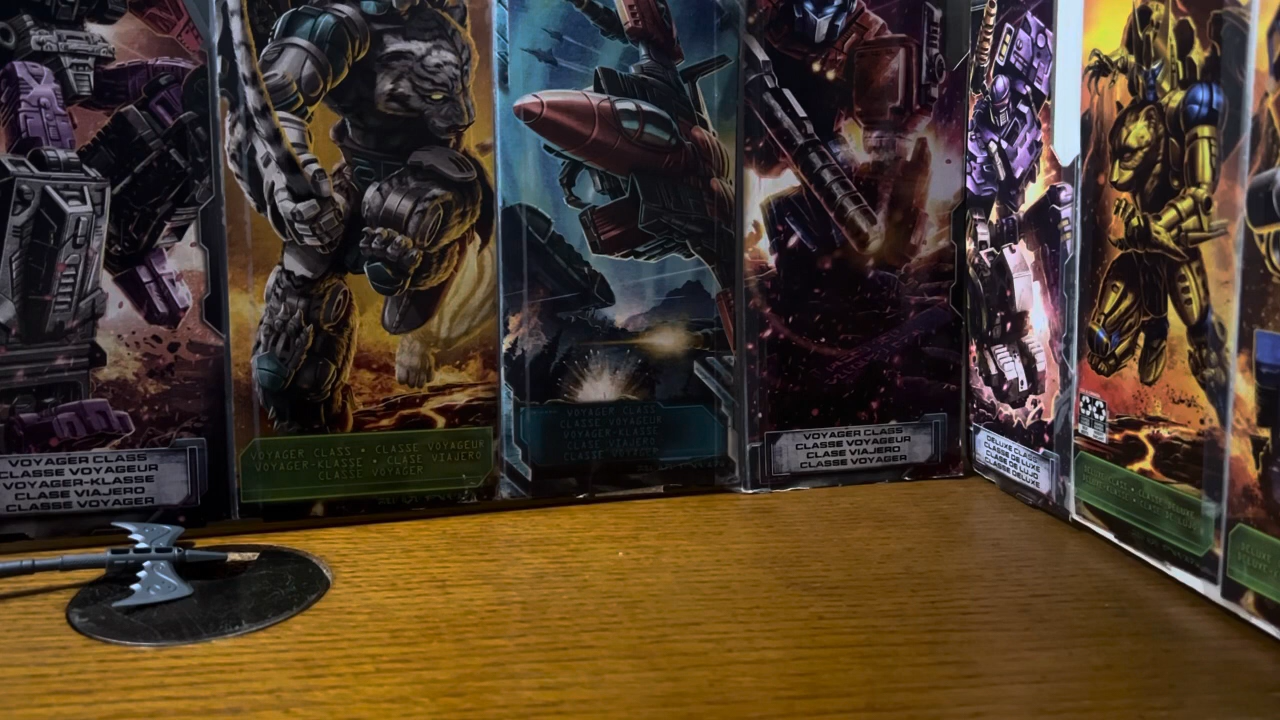 VOYAGER CLASS
CLASSE VOYAGEUR
VOYAGER-KLASSE
CLASE VIAJERO
CLASSE VOYAGER
VOYAGER CLASS • CLASSE VOYAGEUR
VOYAGER-KLASSE • CLASE VIAJERO
CLASSE VOYAGER
VOYAGER CLASS
CLASSE VOYAGEUR
VOYAGER-KLASSE
CLASE VIAJERO
CLASSE VOYAGER
VOYAGER CLASS
CLASSE VOYAGEUR
CLASE VIAJERO
CLASSE VOYAGER
DELUXE CLASS
CLASSE DELUXE
CLASE DE LUJO
CLASSE DELUXE